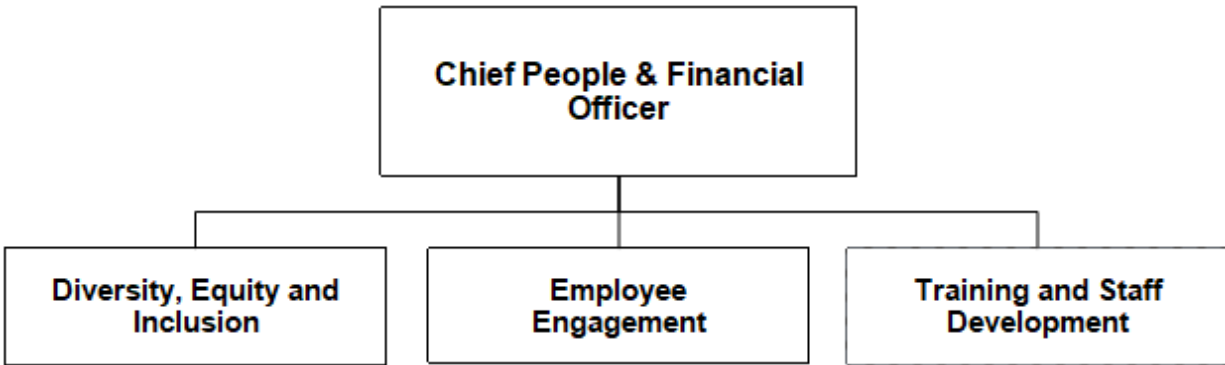 Chief People & Financial
Officer
Diversity, Equity and
Inclusion
Employee
Engagement
Training and Staff
Development